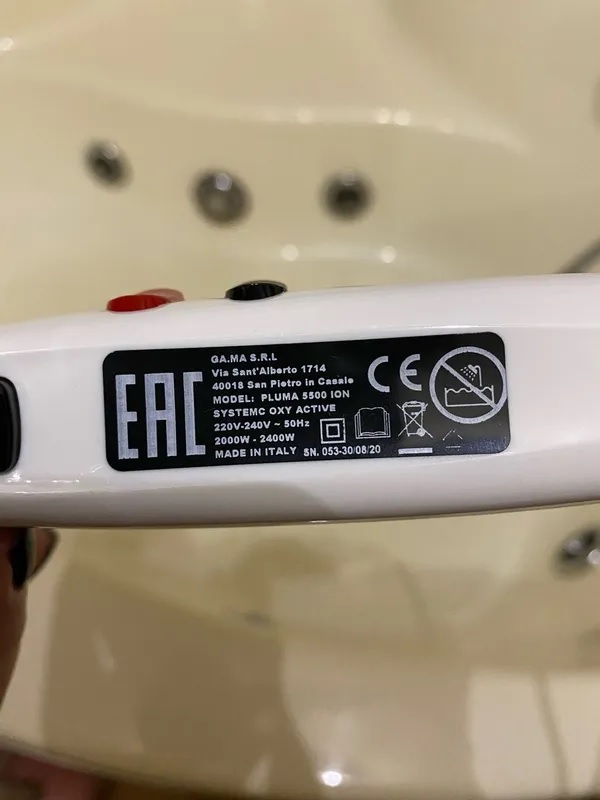 EAC
GA.MA S.R.L
Via Sant'Alberto 1714
40018 San Pietro in Casale
MODEL: PLUMA 5500 ION
SYSTEMC OXY ACTIVE
220V-240V ~ 50Hz
2000W - 2400W
MADE IN ITALY SN. 053-30/08/20
CE